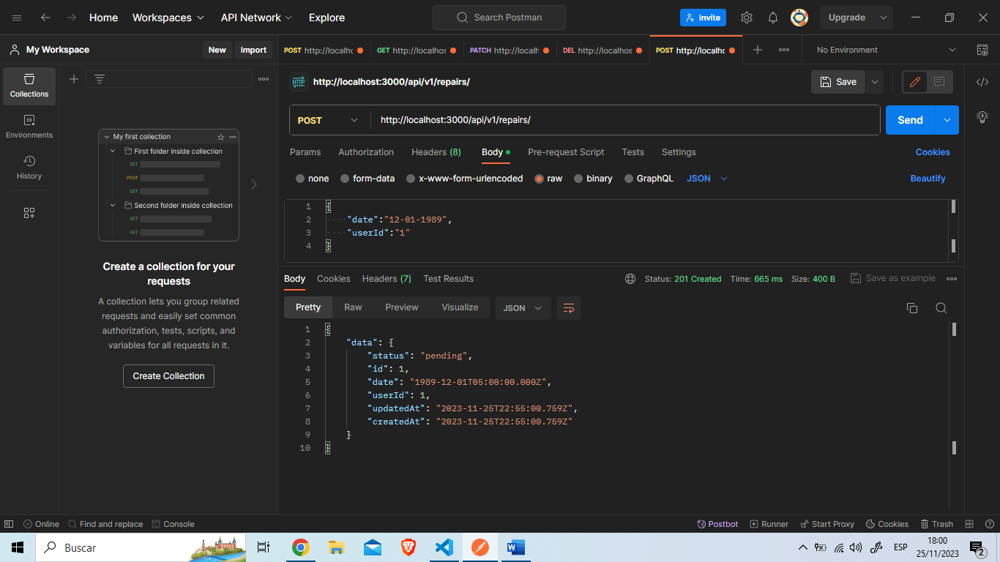 Home Workspaces API Network Explore Search Postman Invite Upgrade
My Workspace New Import POST http://localho GET http://localhos PATCH http://localh DEL http://localhos POST http://localho No Environment
Collections
Environments
History
My first collection
First folder inside collection
GET
POST
GET
Second folder inside collection
GET
GET
Create a collection for your
requests
A collection lets you group related
requests and easily set common
authorization, tests, scripts, and
variables for all requests in it.
Create Collection
HTTP http://localhost:3000/api/v1/repairs/ Save
POST http://localhost:3000/api/v1/repairs/ Send
Params Authorization Headers (8) Body Pre-request Script Tests Settings Cookies
none form-data x-www-form-urlencoded raw binary GraphQL JSON Beautify
1 {
2 ····"date":"12-01-1989",
3 ····"userId":"1"
4 }
Body Cookies Headers (7) Test Results Status: 201 Created Time: 665 ms Size: 400 B Save as example
Pretty Raw Preview Visualize JSON
1 {
2 "data": {
3 "status": "pending",
4 "id": 1,
5 "date": "1989-12-01T05:00:00.000Z",
6 "userId": 1,
7 "updatedAt": "2023-11-25T22:55:00.759Z",
8 "createdAt": "2023-11-25T22:55:00.759Z"
9 }
10 }
Online Find and replace Console Postbot Runner Start Proxy Cookies Trash
Buscar ESP 18:00
25/11/2023 2